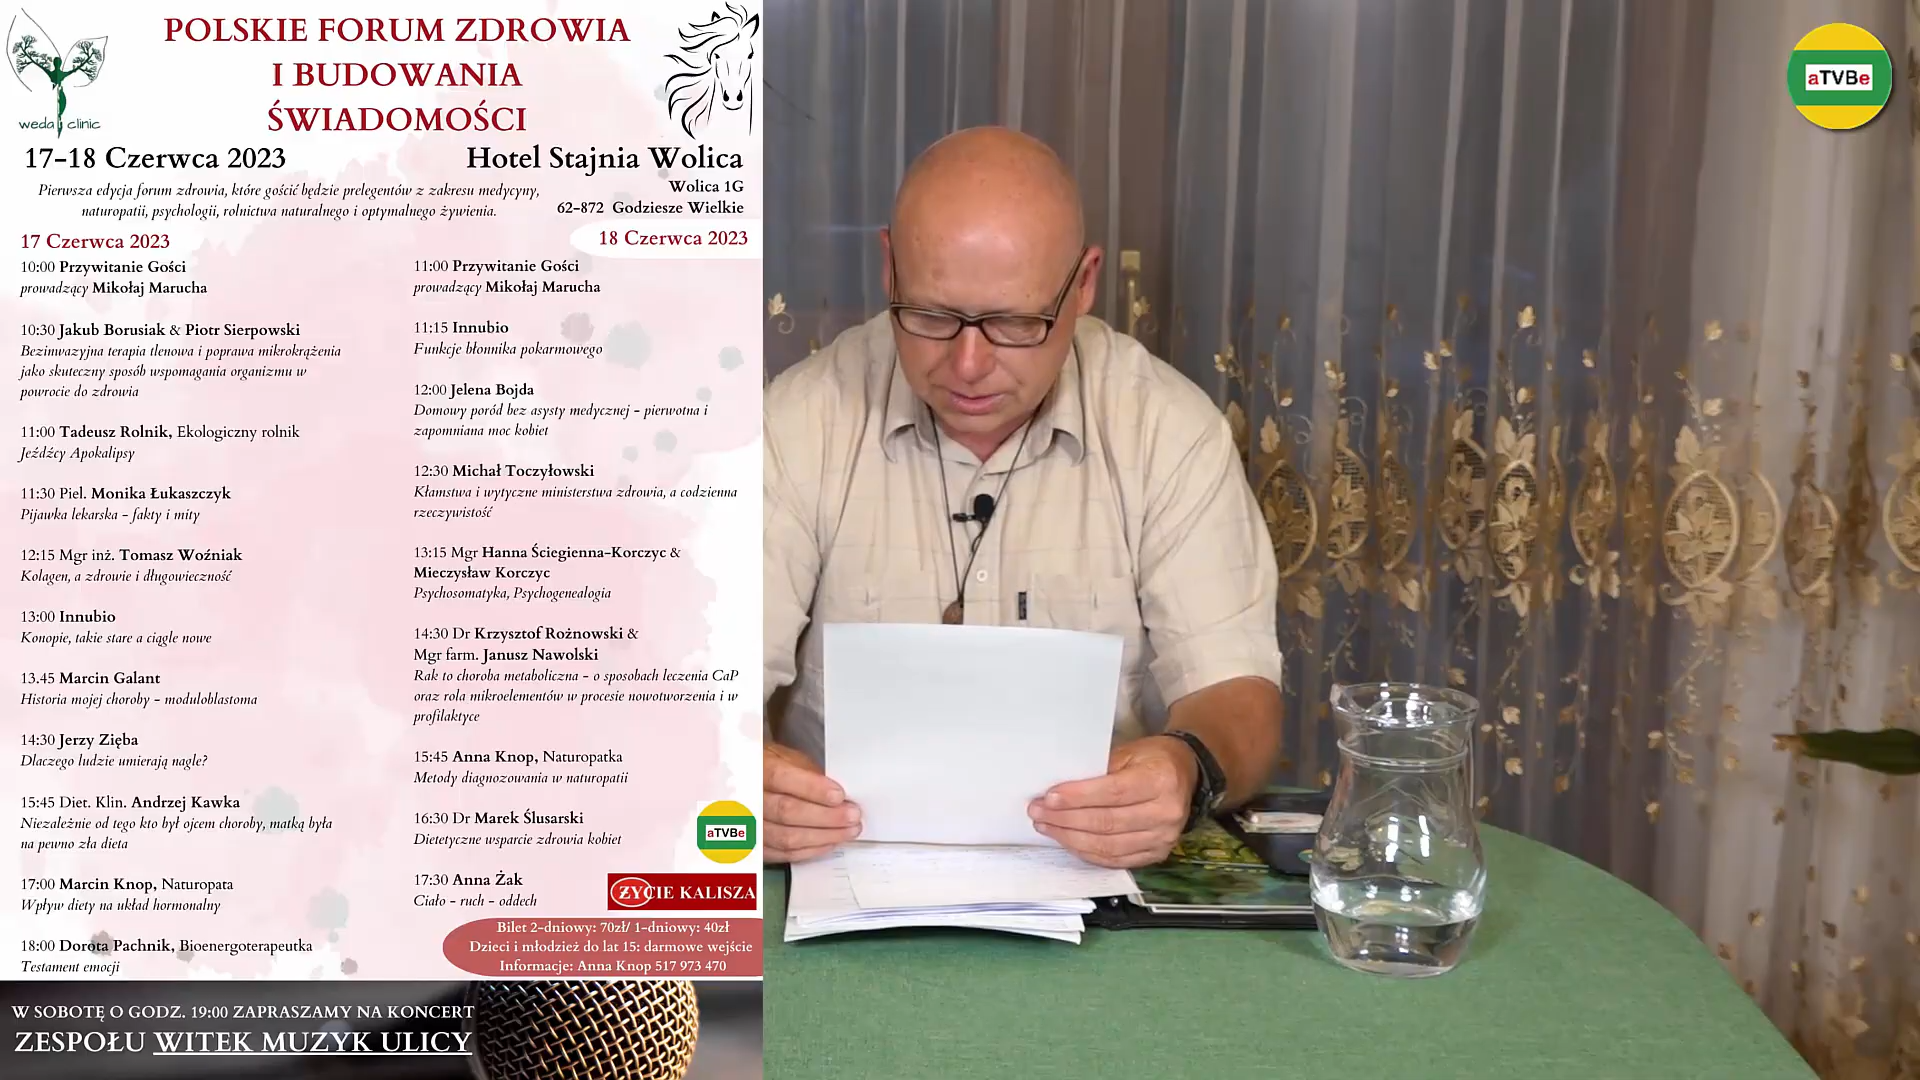 POLSKIE FORUM ZDROWIA
I BUDOWANIA
ŚWIADOMOŚCI
weda clinic
17-18 Czerwca 2023
Hotel Stajnia Wolica
Wolica 1G
62-872 Godziesze Wielkie
Pierwsza edycja forum zdrowia, które gościć będzie prelegentów z zakresu medycyny,
naturopatii, psychologii, rolnictwa naturalnego i optymalnego żywienia.
17 Czerwca 2023
10:00 Przywitanie Gości
prowadzący Mikołaj Marucha
10:30 Jakub Borusiak & Piotr Sierpowski
Bezinwazyjna terapia tlenowa i poprawa mikrokrążenia
jako skuteczny sposób wspomagania organizmu w
powrocie do zdrowia
11:00 Tadeusz Rolnik, Ekologiczny rolnik
Jeźdźcy Apokalipsy
11:30 Piel. Monika Łukaszczyk
Pijawka lekarska - fakty i mity
12:15 Mgr inż. Tomasz Woźniak
Kolagen, a zdrowie i długowieczność
13:00 Innubio
Konopie, takie stare a ciągle nowe
13.45 Marcin Galant
Historia mojej choroby - moduloblastoma
14:30 Jerzy Zięba
Dlaczego ludzie umierają nagle?
15:45 Diet. Klin. Andrzej Kawka
Niezależnie od tego kto był ojcem choroby, matką była
na pewno zła dieta
17:00 Marcin Knop, Naturopata
Wpływ diety na układ hormonalny
18:00 Dorota Pachnik, Bioenergoterapeutka
Testament emocji
18 Czerwca 2023
11:00 Przywitanie Gości
prowadzący Mikołaj Marucha
11:15 Innubio
Funkcje błonnika pokarmowego
12:00 Jelena Bojda
Domowy poród bez asysty medycznej - pierwotna i
zapomniana moc kobiet
12:30 Michał Toczyłowski
Kłamstwa i wytyczne ministerstwa zdrowia, a codzienna
rzeczywistość
13:15 Mgr Hanna Ściegienna-Korczyc &
Mieczysław Korczyc
Psychosomatyka, Psychogenealogia
14:30 Dr Krzysztof Rożnowski &
Mgr farm. Janusz Nawolski
Rak to choroba metaboliczna - o sposobach leczenia CaP
oraz rola mikroelementów w procesie nowotworzenia i w
profilaktyce
15:45 Anna Knop, Naturopatka
Metody diagnozowania w naturopatii
16:30 Dr Marek Ślusarski
Dietetyczne wsparcie zdrowia kobiet
17:30 Anna Żak
Ciało - ruch - oddech
aTVBe
ŻYCIE KALISZA
Bilet 2-dniowy: 70zł/ 1-dniowy: 40zł
Dzieci i młodzież do lat 15: darmowe wejście
Informacje: Anna Knop 517 973 470
W SOBOTĘ O GODZ. 19:00 ZAPRASZAMY NA KONCERT
ZESPOŁU WITEK MUZYK ULICY
aTVBe